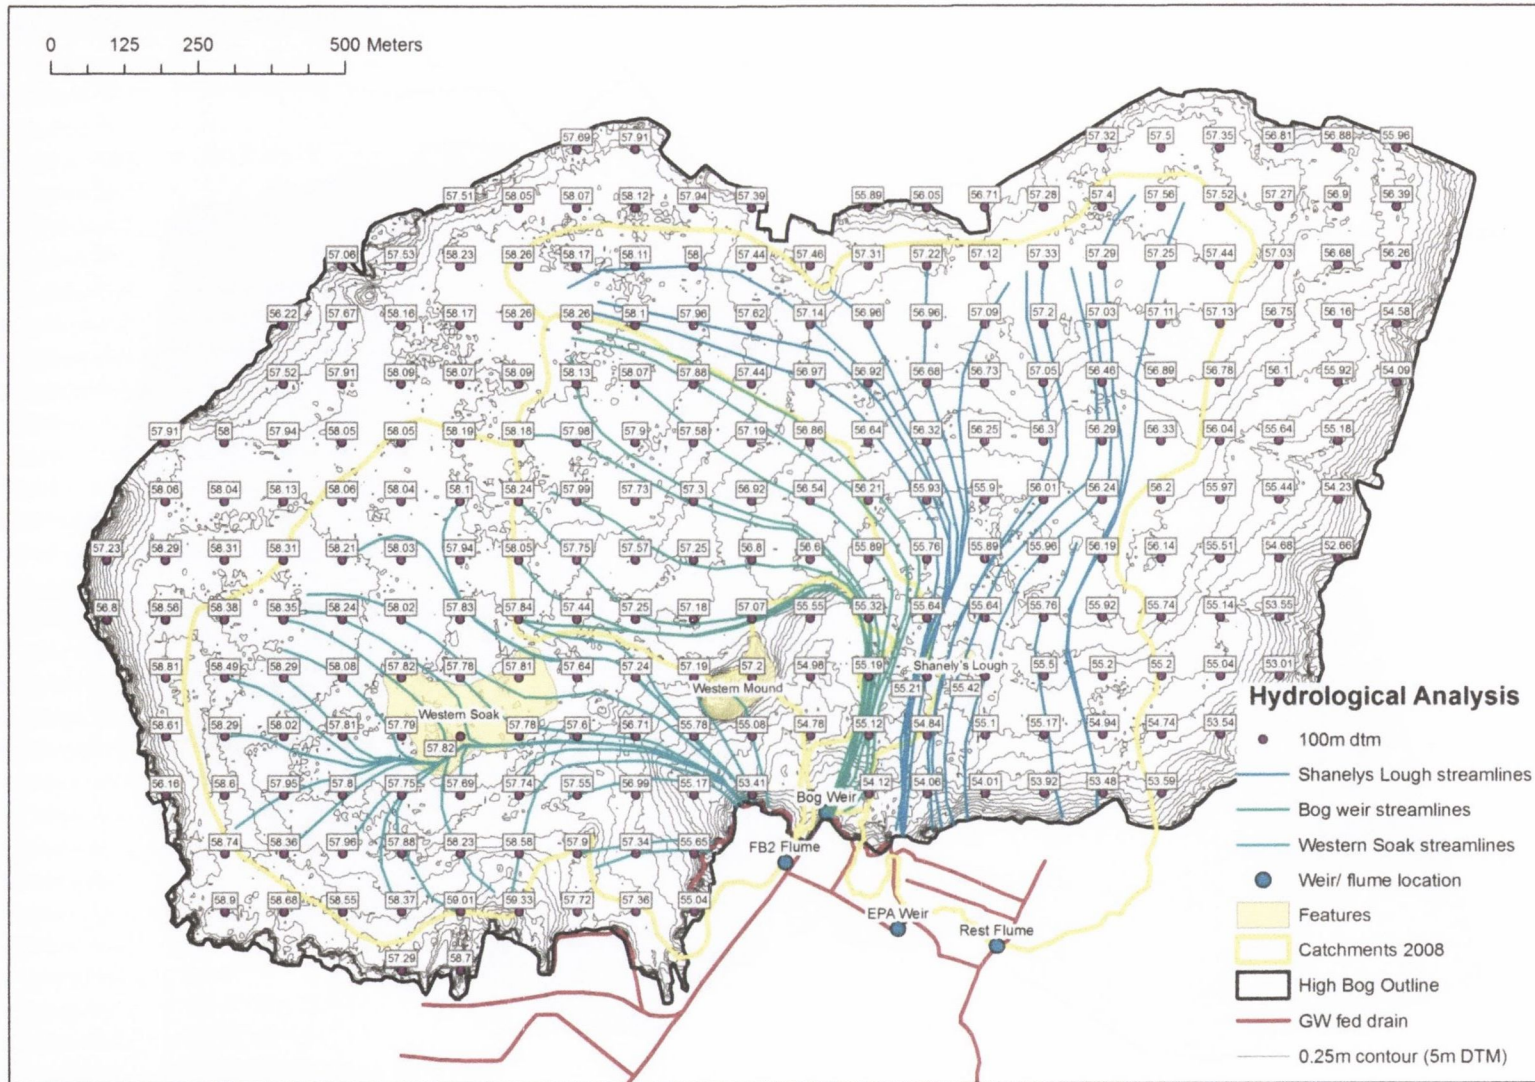 0 125 250 500 Meters
57.69 57.91 57.32 57.5 57.35 56.81 56.88 55.96
57.51 58.05 58.07 58.12 57.94 57.39 55.89 56.05 56.71 57.28 57.4 57.56 57.52 57.27 56.9 56.39
57.06 57.53 58.23 58.26 58.17 58.11 58 57.44 57.46 57.31 57.22 57.12 57.33 57.29 57.25 57.44 57.03 56.68 56.26
56.22 57.67 58.16 58.17 58.26 58.26 58.1 57.96 57.62 57.14 56.96 56.96 57.09 57.2 57.03 57.11 57.13 56.75 56.16 54.58
57.52 57.91 58.09 58.07 58.09 58.13 58.07 57.88 57.44 56.97 56.92 56.68 56.73 57.05 56.46 56.89 56.78 56.1 55.92 54.09
57.91 58 57.94 58.05 58.05 58.19 58.18 57.98 57.9 57.58 57.19 56.86 56.64 56.32 56.25 56.3 56.29 56.33 56.04 55.64 55.18
58.06 58.04 58.13 58.06 58.04 58.1 58.24 57.99 57.73 57.3 56.92 56.54 56.21 55.93 55.9 56.01 56.24 56.2 55.97 55.44 54.23
57.23 58.29 58.31 58.31 58.21 58.03 57.94 58.05 57.75 57.57 57.25 56.8 56.6 55.89 55.76 55.89 55.96 56.19 56.14 55.51 54.68 52.66
56.8 58.56 58.38 58.35 58.24 58.02 57.83 57.84 57.44 57.25 57.18 57.07 55.55 55.32 55.64 55.64 55.76 55.92 55.74 55.14 53.55
58.81 58.49 58.29 58.08 57.82 57.78 57.81 57.64 57.24 57.19 57.2 54.98 55.19 Shanely's Lough 55.5 55.2 55.2 55.04 53.01
Western Mound 55.21 55.42
Hydrological Analysis
58.61 58.29 58.02 57.81 57.79 Western Soak 57.78 57.6 56.71 55.78 55.08 54.78 55.12 54.84 55.1 55.17 54.94 54.74 53.54
57.82
56.16 58.6 57.95 57.8 57.75 57.69 57.74 57.55 56.99 55.17 53.41 54.12 54.06 54.01 53.92 53.48 53.59
Bog Weir
58.74 58.36 57.96 57.88 58.23 58.58 57.9 57.34 55.65
FB2 Flume
58.9 58.68 58.55 58.37 59.01 59.33 57.72 57.36 55.04
EPA Weir
Rest Flume
57.29 58.7
100m dtm
Shanelys Lough streamlines
Bog weir streamlines
Western Soak streamlines
Weir/ flume location
Features
Catchments 2008
High Bog Outline
GW fed drain
0.25m contour (5m DTM)